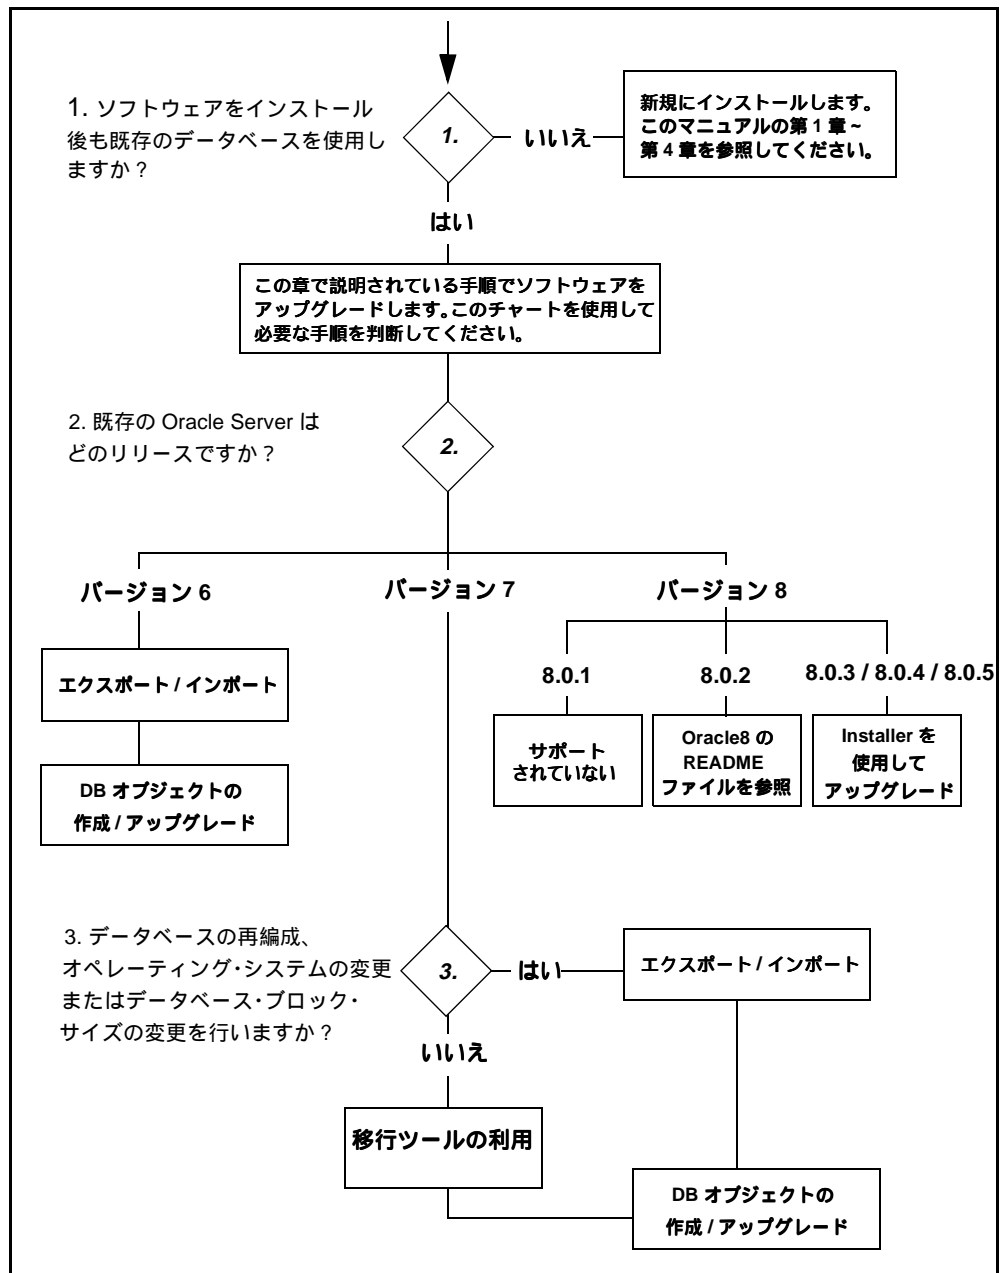 1. ソフトウェアをインストール
後も既存のデータベースを使用し
ますか?
1.
いいえ
新規にインストールします。
このマニュアルの第 1 章~
第 4 章を参照してください。
はい
この章で説明されている手順でソフトウェアを
アップグレードします。このチャートを使用して
必要な手順を判断してください。
2. 既存の Oracle Server は
どのリリースですか?
2.
バージョン 6
バージョン 7
バージョン 8
エクスポート / インポート
DB オブジェクトの
作成 / アップグレード
8.0.1
8.0.2
8.0.3 / 8.0.4 / 8.0.5
サポート
されていない
Oracle8 の
README
ファイルを参照
Installer を
使用して
アップグレード
3. データベースの再編成、
オペレーティング・システムの変更
またはデータベース・ブロック・
サイズの変更を行いますか?
3.
はい
エクスポート / インポート
いいえ
移行ツールの利用
DB オブジェクトの
作成 / アップグレード